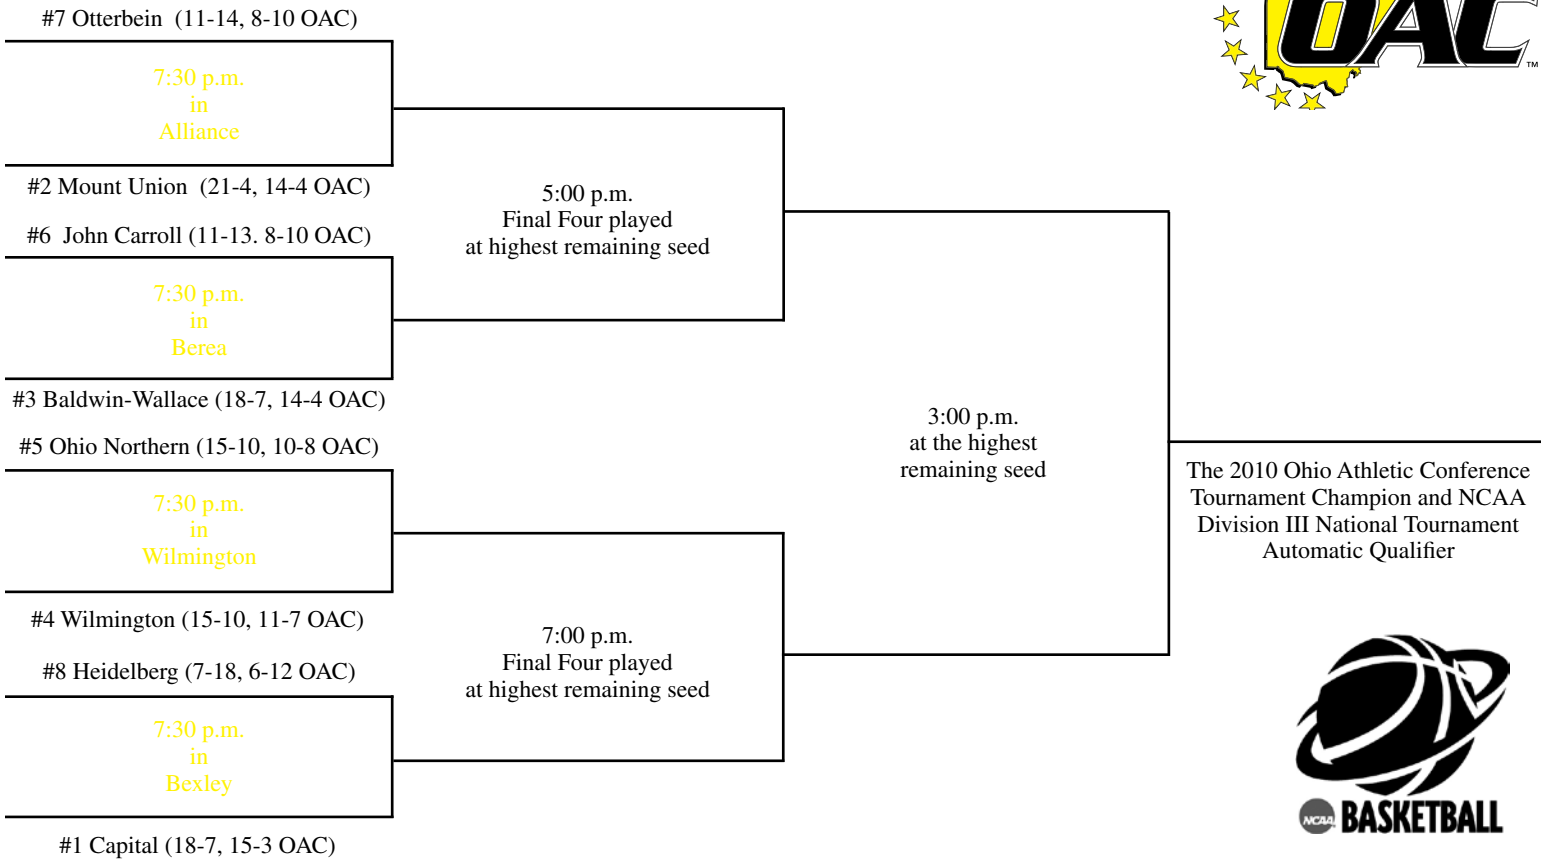 #7 Otterbein (11-14, 8-10 OAC)
7:30 p.m.
in
Alliance
#2 Mount Union (21-4, 14-4 OAC)
#6 John Carroll (11-13. 8-10 OAC)
7:30 p.m.
in
Berea
#3 Baldwin-Wallace (18-7, 14-4 OAC)
#5 Ohio Northern (15-10, 10-8 OAC)
7:30 p.m.
in
Wilmington
#4 Wilmington (15-10, 11-7 OAC)
#8 Heidelberg (7-18, 6-12 OAC)
7:30 p.m.
in
Bexley
#1 Capital (18-7, 15-3 OAC)
5:00 p.m.
Final Four played
at highest remaining seed
7:00 p.m.
Final Four played
at highest remaining seed
3:00 p.m.
at the highest
remaining seed
OAC™
The 2010 Ohio Athletic Conference
Tournament Champion and NCAA
Division III National Tournament
Automatic Qualifier
NCAA BASKETBALL